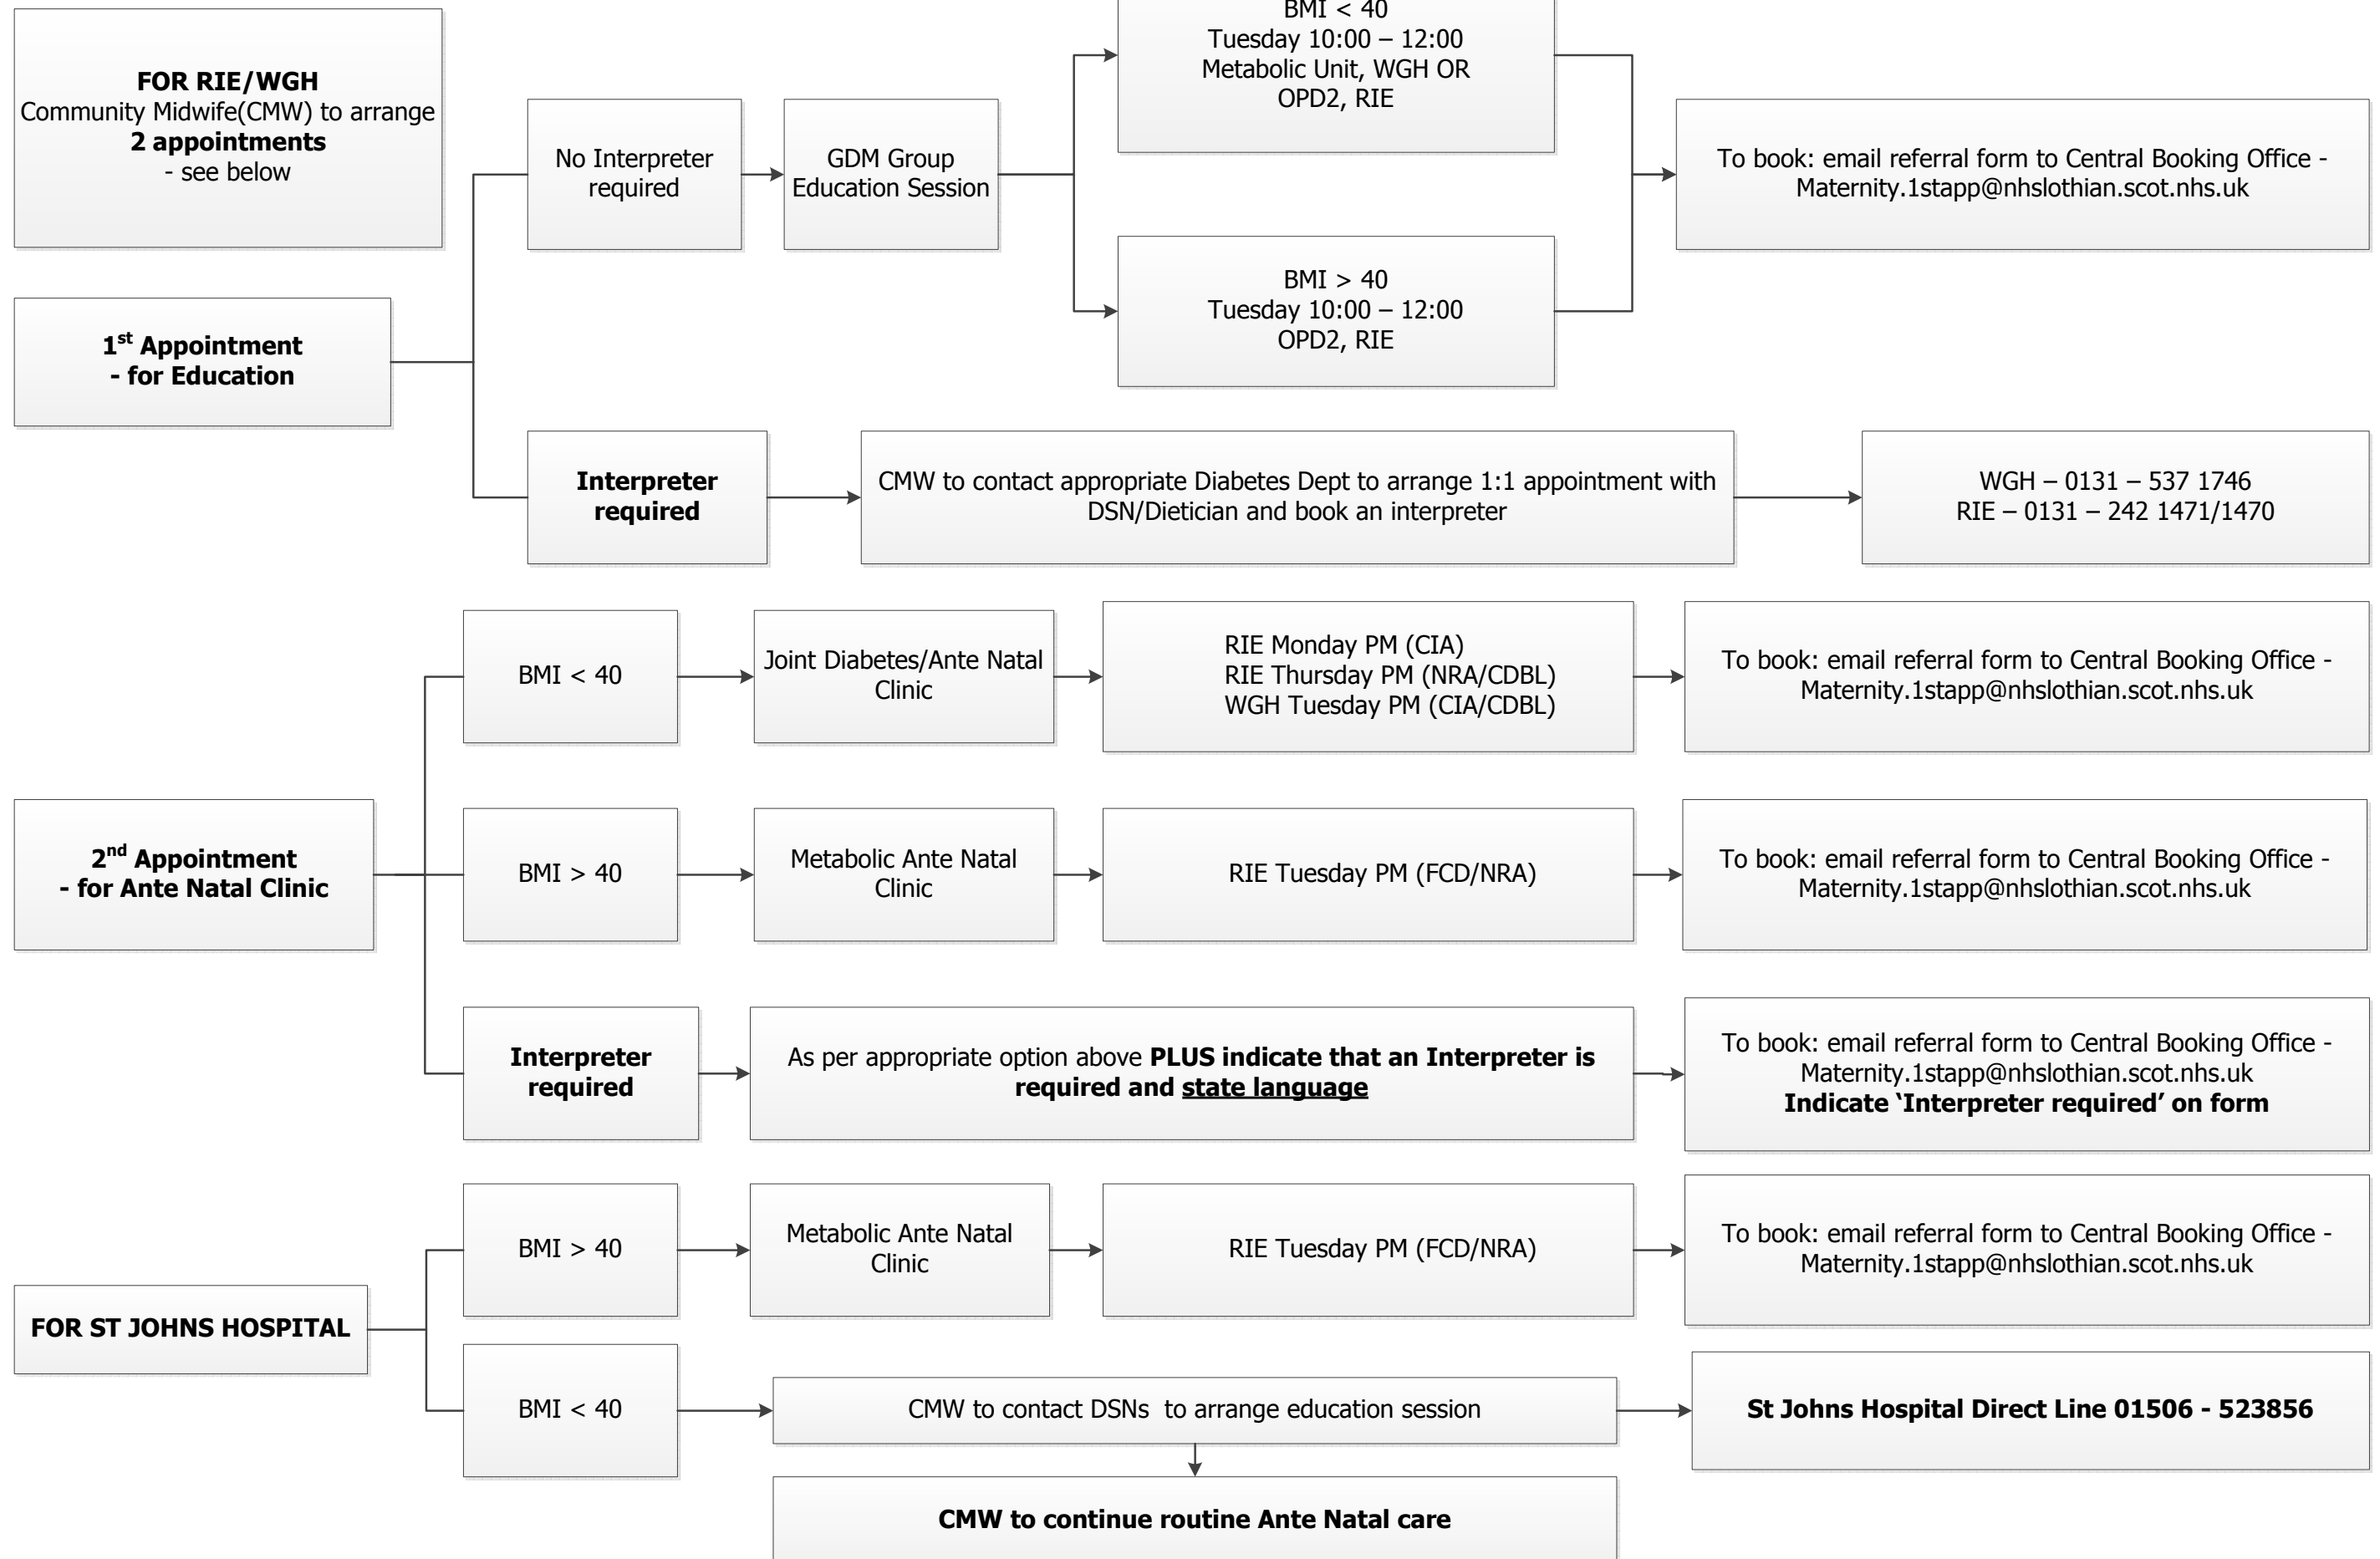 FOR RIE/WGH
Community Midwife(CMW) to arrange
2 appointments
- see below
1st Appointment
- for Education
No Interpreter
required
GDM Group
Education Session
BMI < 40
Tuesday 10:00 – 12:00
Metabolic Unit, WGH OR
OPD2, RIE
BMI > 40
Tuesday 10:00 – 12:00
OPD2, RIE
To book: email referral form to Central Booking Office -
Maternity.1stapp@nhslothian.scot.nhs.uk
Interpreter
required
CMW to contact appropriate Diabetes Dept to arrange 1:1 appointment with
DSN/Dietician and book an interpreter
WGH – 0131 – 537 1746
RIE – 0131 – 242 1471/1470
2nd Appointment
- for Ante Natal Clinic
BMI < 40
Joint Diabetes/Ante Natal
Clinic
RIE Monday PM (CIA)
RIE Thursday PM (NRA/CDBL)
WGH Tuesday PM (CIA/CDBL)
To book: email referral form to Central Booking Office -
Maternity.1stapp@nhslothian.scot.nhs.uk
BMI > 40
Metabolic Ante Natal
Clinic
RIE Tuesday PM (FCD/NRA)
To book: email referral form to Central Booking Office -
Maternity.1stapp@nhslothian.scot.nhs.uk
Interpreter
required
As per appropriate option above PLUS indicate that an Interpreter is
required and state language
To book: email referral form to Central Booking Office -
Maternity.1stapp@nhslothian.scot.nhs.uk
Indicate ‘Interpreter required’ on form
FOR ST JOHNS HOSPITAL
BMI > 40
Metabolic Ante Natal
Clinic
RIE Tuesday PM (FCD/NRA)
To book: email referral form to Central Booking Office -
Maternity.1stapp@nhslothian.scot.nhs.uk
BMI < 40
CMW to contact DSNs  to arrange education session
St Johns Hospital Direct Line 01506 - 523856
CMW to continue routine Ante Natal care